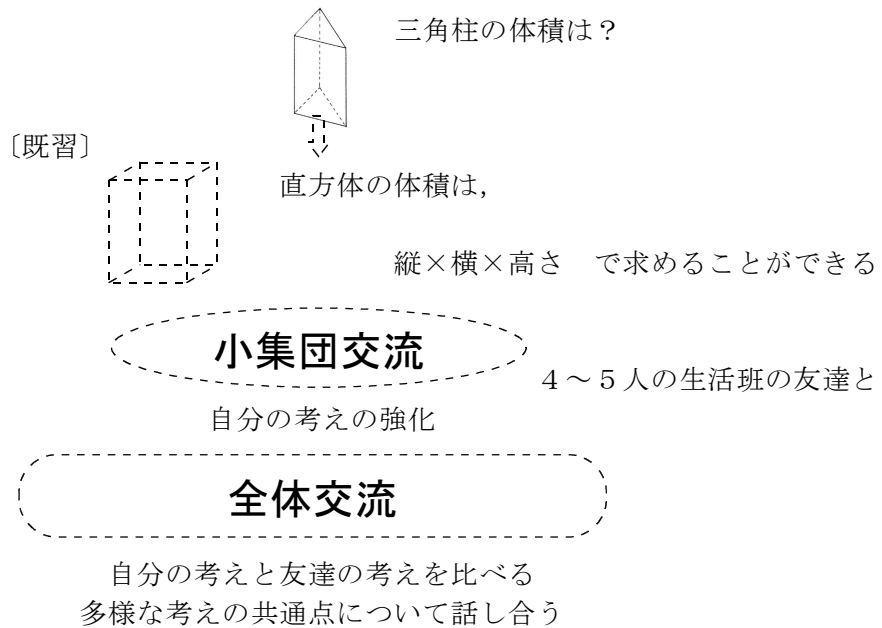 三角柱の体積は？
〔既習〕
直方体の体積は，
縦×横×高さ　で求めることができる
小集団交流
４～５人の生活班の友達と
自分の考えの強化
全体交流
自分の考えと友達の考えを比べる
多様な考えの共通点について話し合う